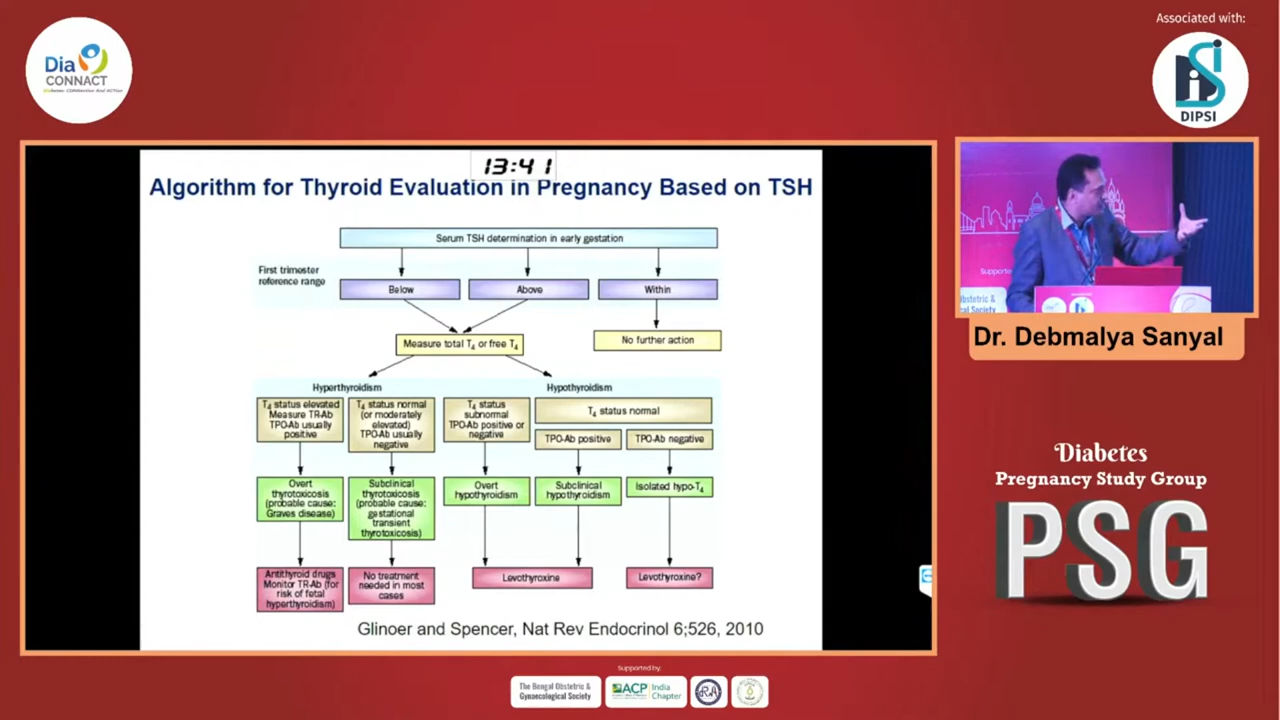 Dia
CONNACT
Associated with:
DIPSI
13:41
Algorithm for Thyroid Evaluation in Pregnancy Based on TSH
Serum TSH determination in early gestation
First trimester
reference range
Below
Above
Within
Measure total T4 or free T4
No further action
Hyperthyroidism
Hypothyroidism
T4 status elevated
Measure TR-Ab
TPO-Ab usually
positive
T4 status normal
(or moderately
elevated)
TPO-Ab usually
negative
T4 status
subnormal
TPO-Ab positive or
negative
T4 status normal
TPO-Ab positive
TPO-Ab negative
Overt
thyrotoxicosis
(probable cause:
Graves disease)
Subclinical
thyrotoxicosis
(probable cause:
gestational
transient
thyrotoxicosis)
Overt
hypothyroidism
Subclinical
hypothyroidism
Isolated hypo-T4
Antithyroid drugs
Monitor TR-Ab (for
risk of fetal
hyperthyroidism)
No treatment
needed in most
cases
Levothyroxine
Levothyroxine?
Glinoer and Spencer, Nat Rev Endocrinol 6;526, 2010
Dr. Debmalya Sanyal
Diabetes
Pregnancy Study Group
PSG
Supported by:
The Bengal Obstetric &
Gynaecological Society
ACP
India
Chapter